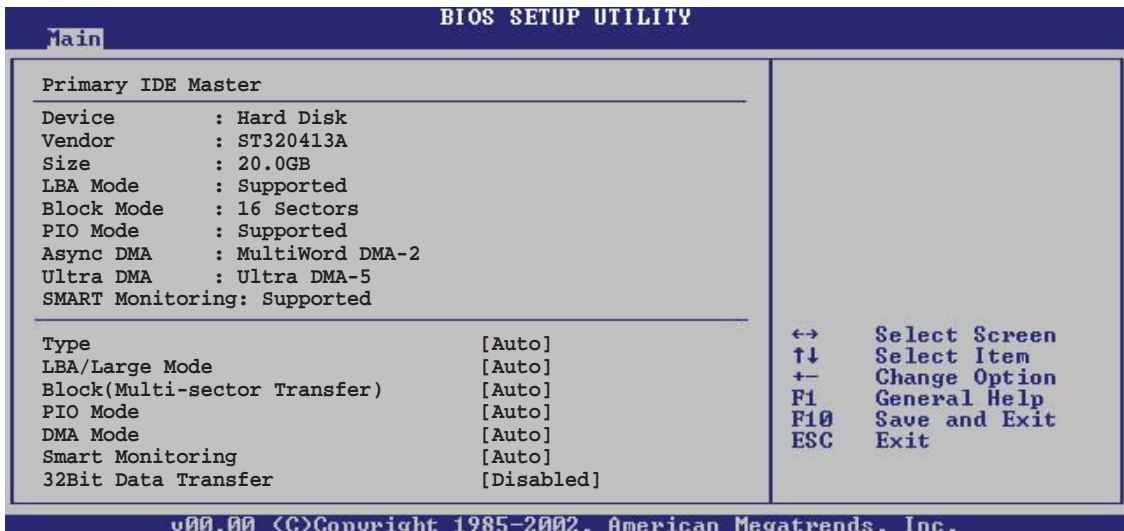 BIOS SETUP UTILITY
Main
Primary IDE Master
Device : Hard Disk
Vendor : ST320413A
Size : 20.0GB
LBA Mode : Supported
Block Mode : 16 Sectors
PIO Mode : Supported
Async DMA : MultiWord DMA-2
Ultra DMA : Ultra DMA-5
SMART Monitoring: Supported
Type [Auto]
LBA/Large Mode [Auto]
Block(Multi-sector Transfer) [Auto]
PIO Mode [Auto]
DMA Mode [Auto]
Smart Monitoring [Auto]
32Bit Data Transfer [Disabled]
←→ Select Screen
↑↓ Select Item
+- Change Option
F1 General Help
F10 Save and Exit
ESC Exit
v00.00 (C)Copyright 1985-2002, American Megatrends, Inc.